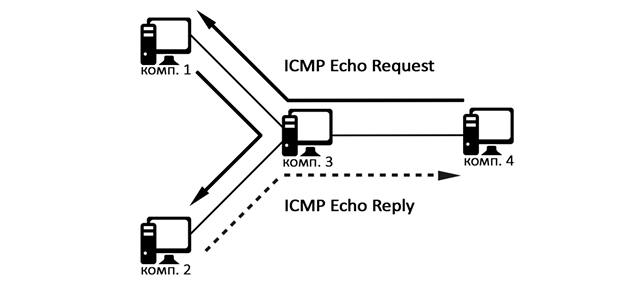 комп. 1
ICMP Echo Request
комп. 3
комп. 4
ICMP Echo Reply
комп. 2